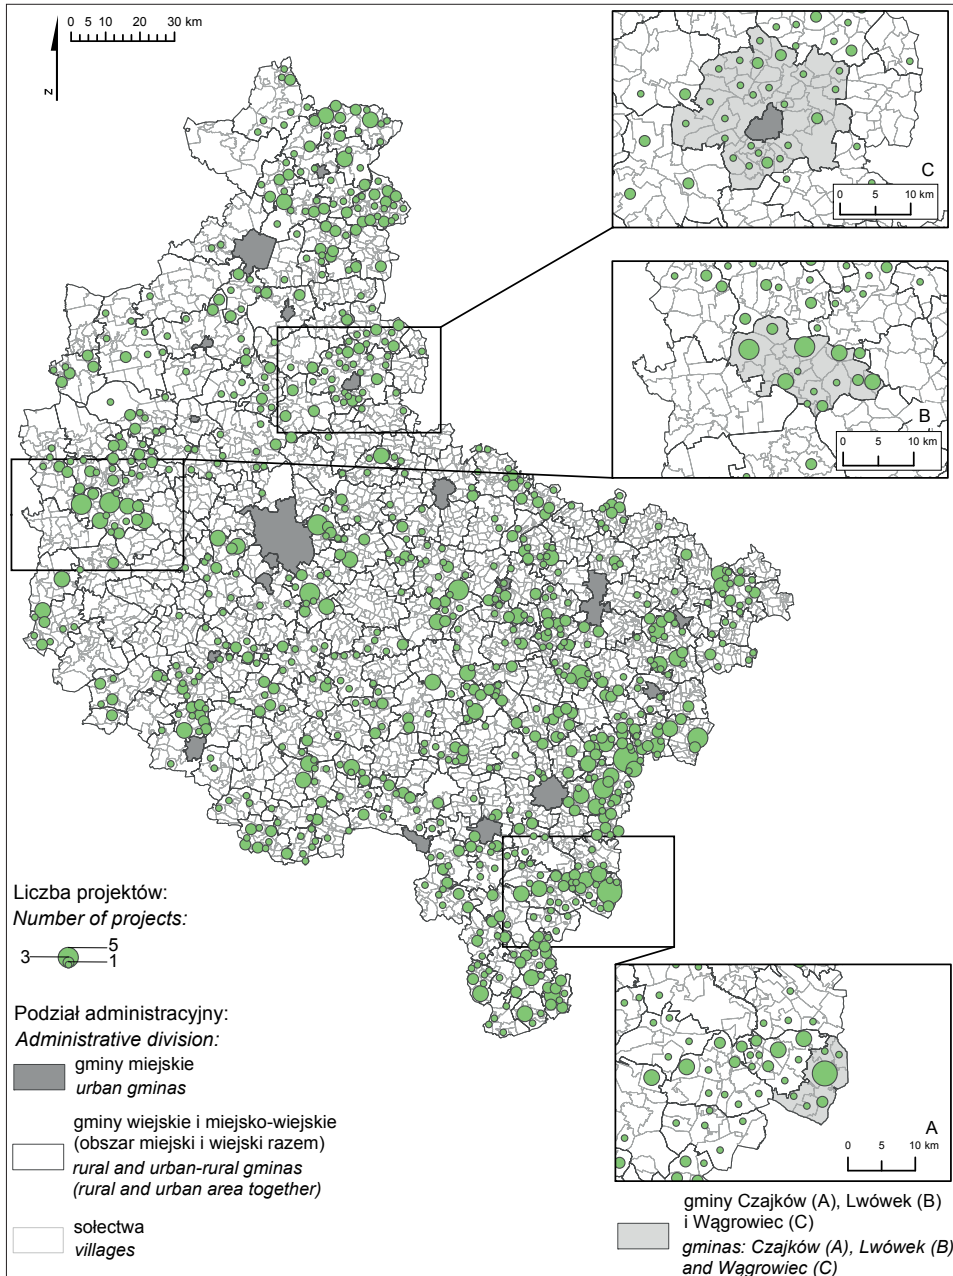 0 5 10 20 30 km
N
C
0 5 10 km
B
0 5 10 km
A
0 5 10 km
Liczba projektów:
Number of projects:
5
3
1
Podział administracyjny:
Administrative division:
gminy miejskie
urban gminas
gminy wiejskie i miejsko-wiejskie
(obszar miejski i wiejski razem)
rural and urban-rural gminas
(rural and urban area together)
sołectwa
villages
gminy Czajków (A), Lwówek (B)
i Wągrowiec (C)
gminas: Czajków (A), Lwówek (B)
and Wągrowiec (C)